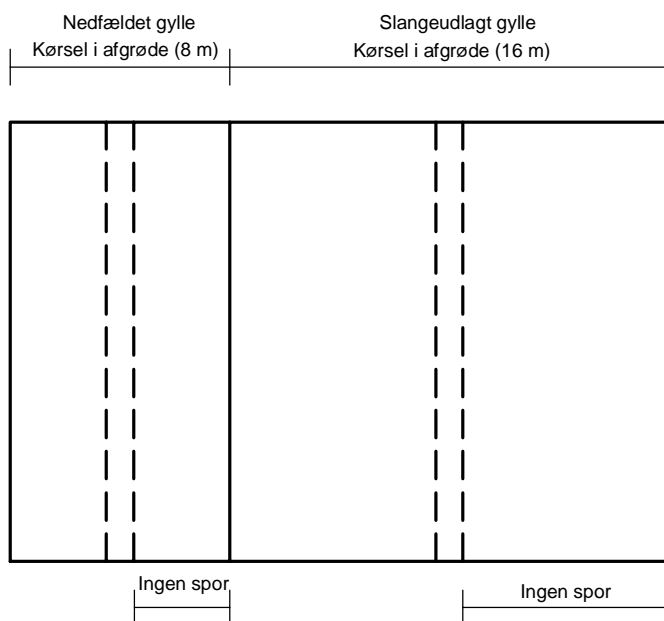 Nedfældet gylle
Kørsel i afgrøde (8 m)
Slangeudlagt gylle
Kørsel i afgrøde (16 m)
Ingen spor
Ingen spor